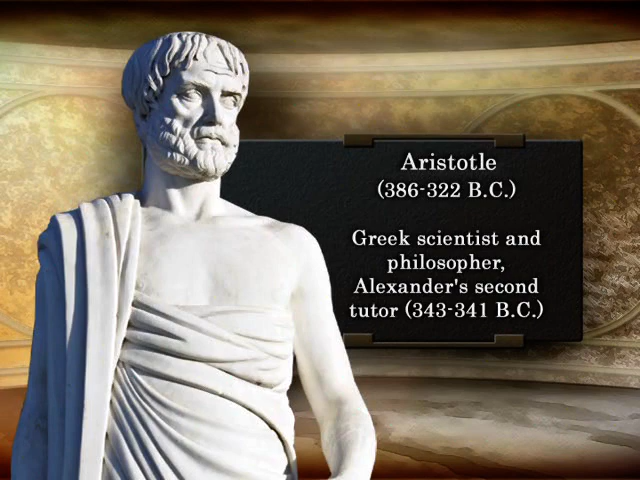 Aristotle
(386-322 B.C.)
Greek scientist and
philosopher,
Alexander's second
tutor (343-341 B.C.)